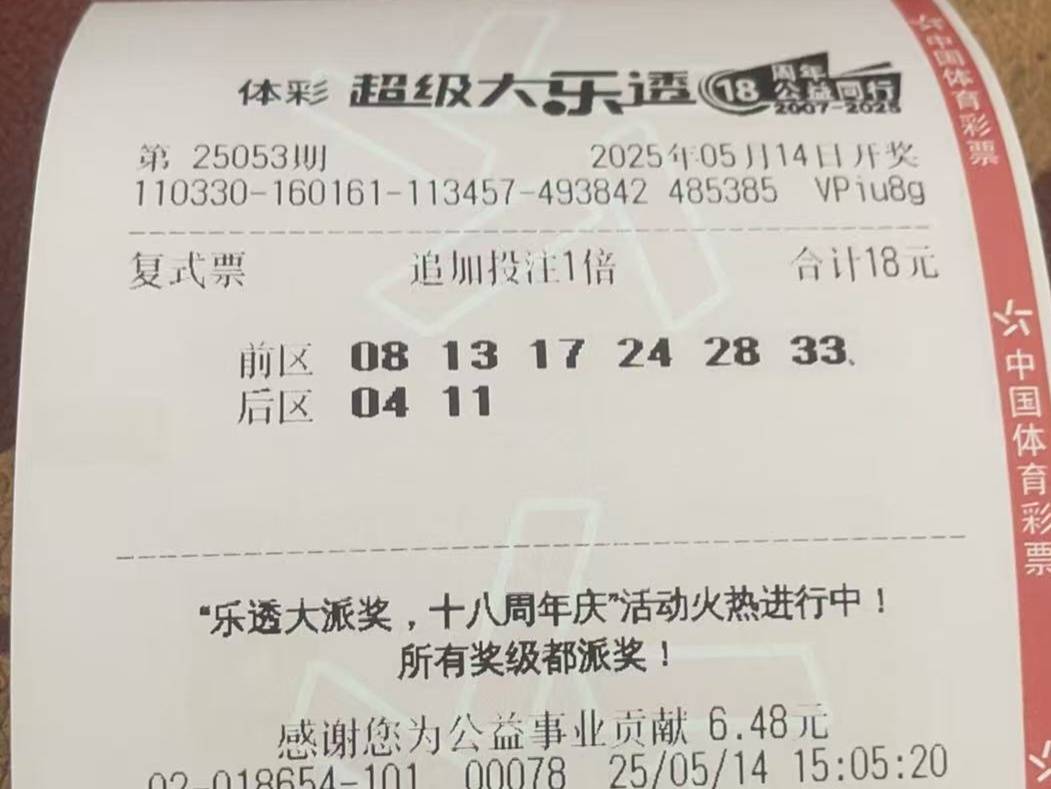 体彩 超级大乐透 18 周年 公益同行 2007-2025
第 25053期 2025年05月14日开奖
110330-160161-113457-493842 485385 VPiu8g
复式票 追加投注1倍 合计18元
前区 08 13 17 24 28 33
后区 04 11
“乐透大派奖，十八周年庆”活动火热进行中！
所有奖级都派奖！
感谢您为公益事业贡献 6.48元
02-018654-101 00078 25/05/14 15:05:20
中国体育彩票
中国体育彩票